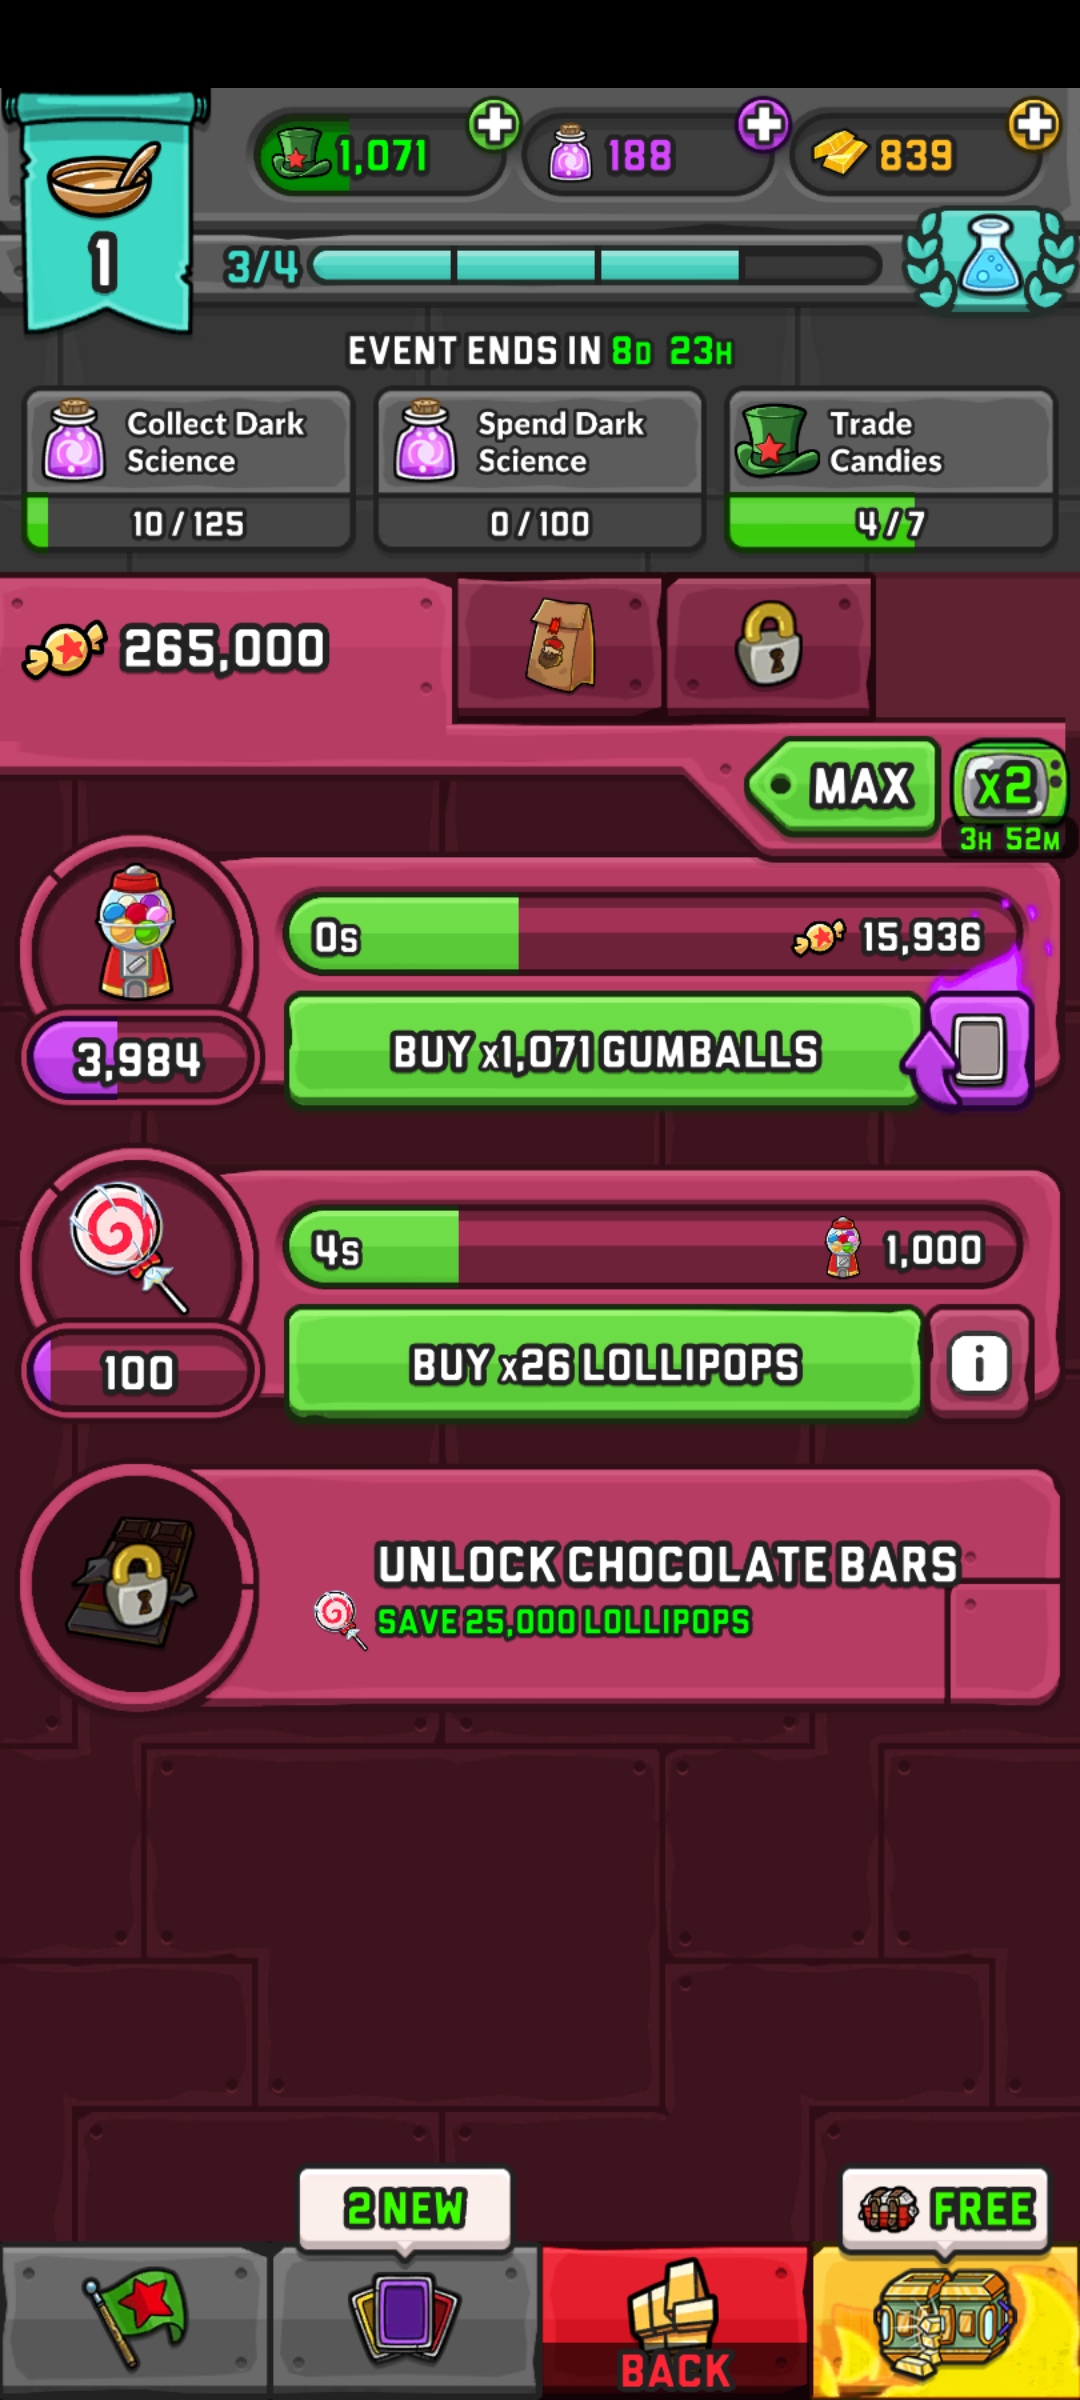 1,071
188
839
1
3/4
EVENT ENDS IN 8D 23H
Collect Dark
Science
10 / 125
Spend Dark
Science
0 / 100
Trade
Candies
4 / 7
265,000
MAX
x2
3H 52M
0s
15,936
3,984
BUY x1,071 GUMBALLS
4s
1,000
100
BUY x26 LOLLIPOPS
i
UNLOCK CHOCOLATE BARS
SAVE 25,000 LOLLIPOPS
2 NEW
FREE
BACK